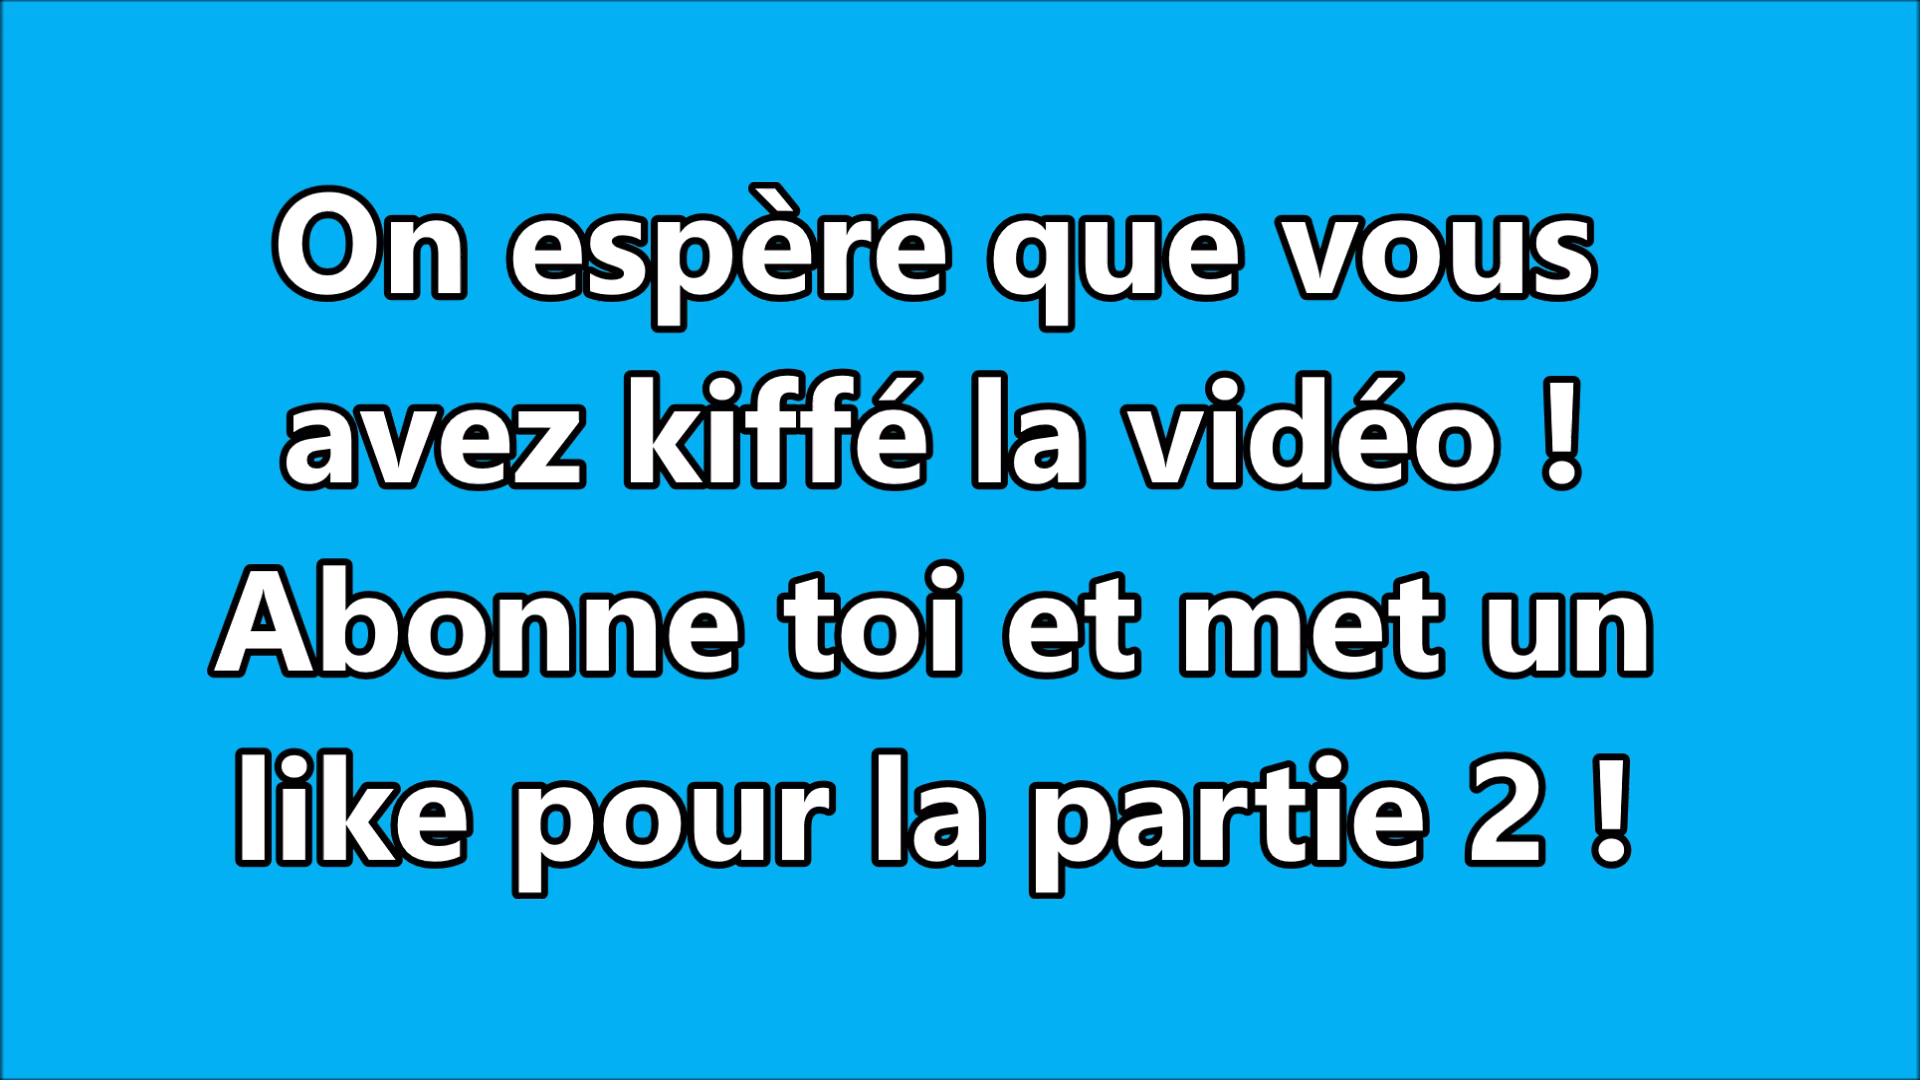 On espère que vous
avez kiffé la vidéo !
Abonne toi et met un
like pour la partie 2 !